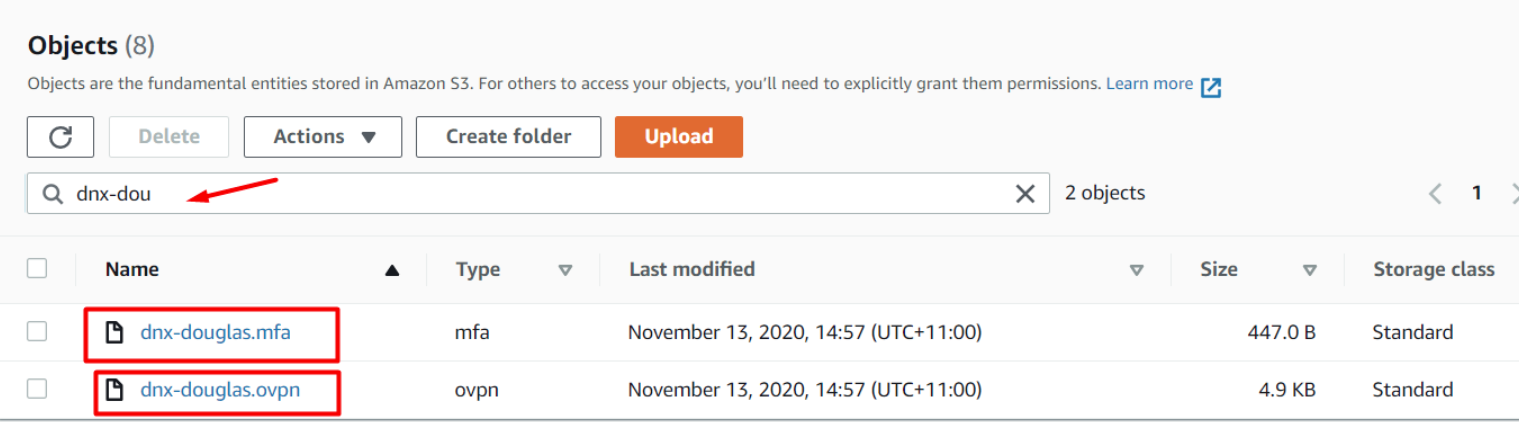 Objects (8)
Objects are the fundamental entities stored in Amazon S3. For others to access your objects, you'll need to explicitly grant them permissions. Learn more
Delete Actions Create folder Upload
dnx-dou 2 objects 1
Name Type Last modified Size Storage class
dnx-douglas.mfa mfa November 13, 2020, 14:57 (UTC+11:00) 447.0 B Standard
dnx-douglas.ovpn ovpn November 13, 2020, 14:57 (UTC+11:00) 4.9 KB Standard